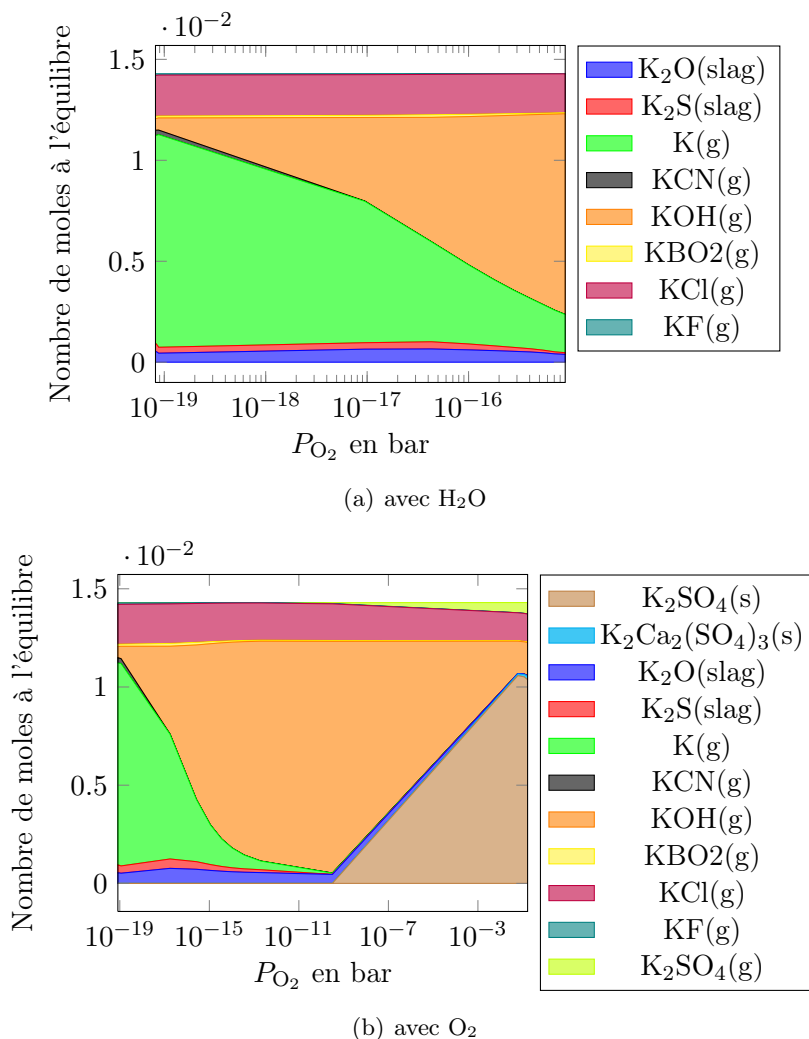 ·10⁻²
Nombre de moles à l'équilibre
1.5
1
0.5
0
10⁻¹⁹ 10⁻¹⁸ 10⁻¹⁷ 10⁻¹⁶
P_O₂ en bar
K₂O(slag)
K₂S(slag)
K(g)
KCN(g)
KOH(g)
KBO2(g)
KCl(g)
KF(g)
(a) avec H₂O
·10⁻²
Nombre de moles à l'équilibre
1.5
1
0.5
0
10⁻¹⁹ 10⁻¹⁵ 10⁻¹¹ 10⁻⁷ 10⁻³
P_O₂ en bar
K₂SO₄(s)
K₂Ca₂(SO₄)₃(s)
K₂O(slag)
K₂S(slag)
K(g)
KCN(g)
KOH(g)
KBO2(g)
KCl(g)
KF(g)
K₂SO₄(g)
(b) avec O₂